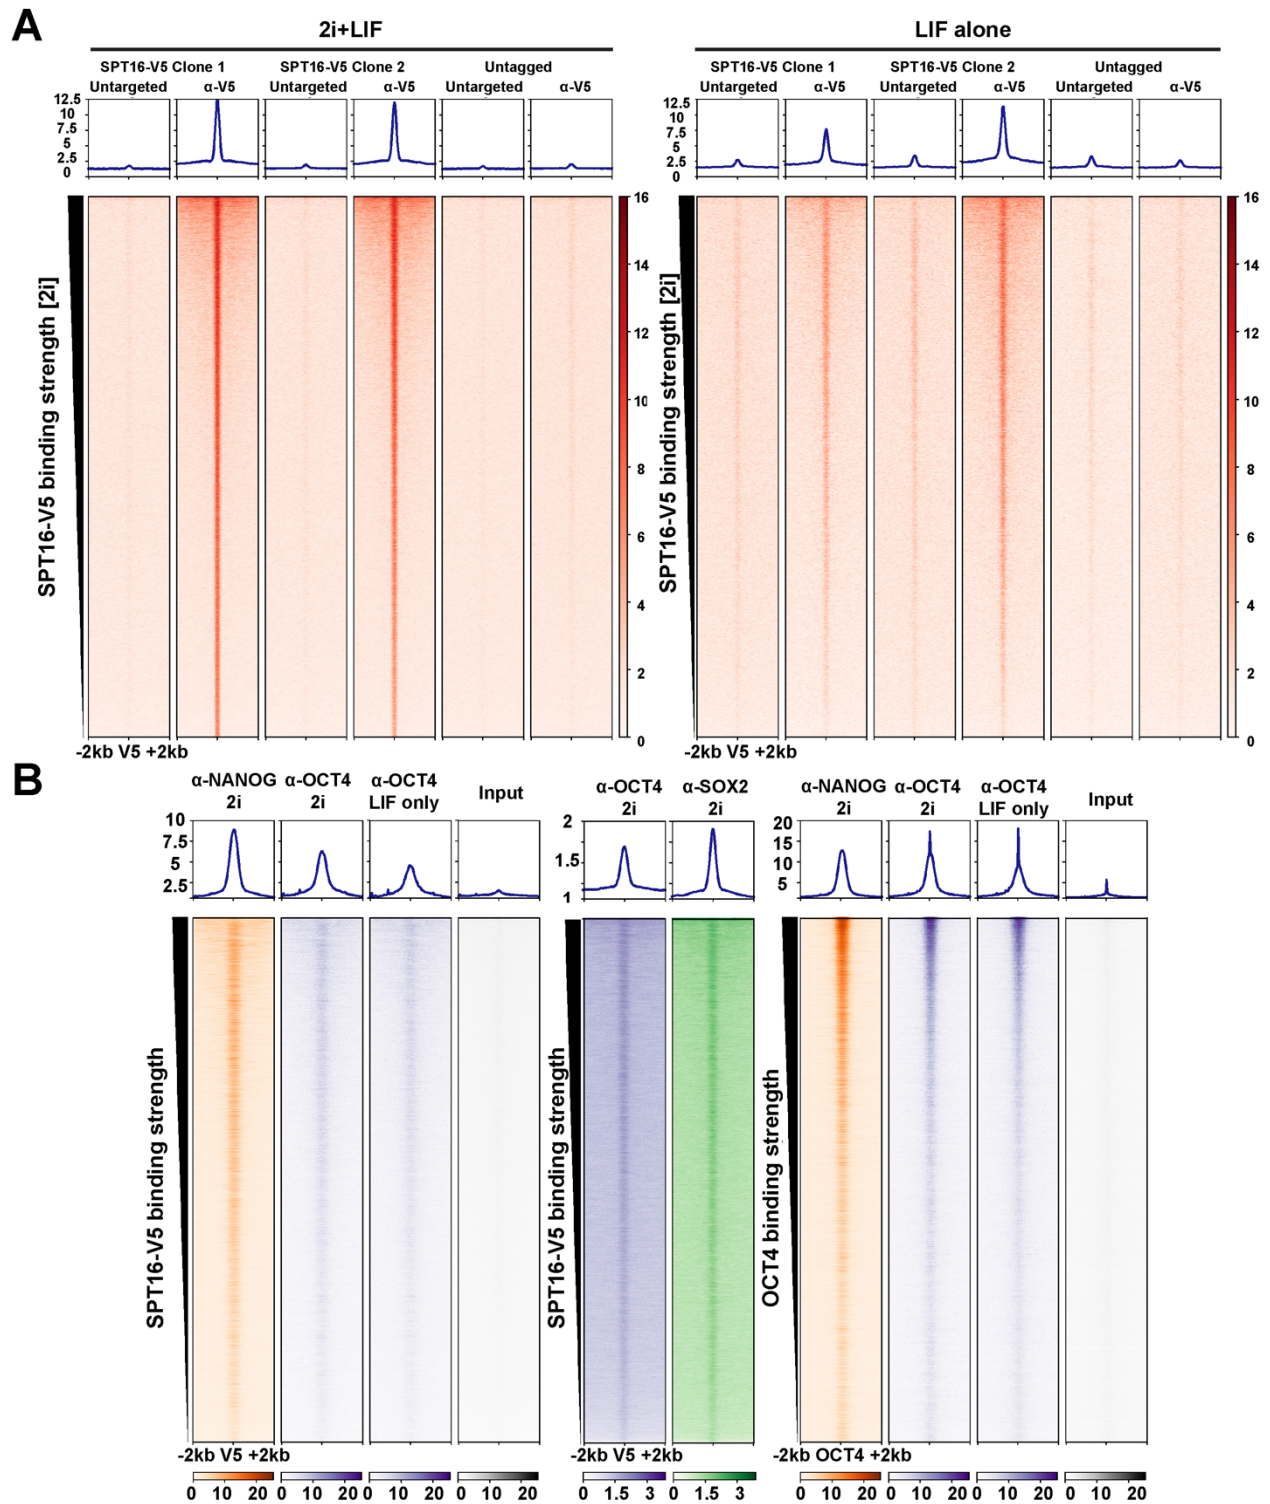 A
2i+LIF
LIF alone
SPT16-V5 Clone 1 SPT16-V5 Clone 2 Untagged
Untargeted α-V5 Untargeted α-V5 Untargeted α-V5
SPT16-V5 Clone 1 SPT16-V5 Clone 2 Untagged
Untargeted α-V5 Untargeted α-V5 Untargeted α-V5
12.5
10
7.5
5
2.5
0
12.5
10
7.5
5
2.5
0
SPT16-V5 binding strength [2i]
16
14
12
10
8
6
4
2
0
SPT16-V5 binding strength [2i]
16
14
12
10
8
6
4
2
0
-2kb V5 +2kb
-2kb V5 +2kb
B
α-NANOG
2i
α-OCT4
2i
α-OCT4
LIF only
Input
10
7.5
5
2.5
SPT16-V5 binding strength
-2kb V5 +2kb
0 10 20 0 10 20 0 10 20 0 10 20
α-OCT4
2i
α-SOX2
2i
2
1.5
1
SPT16-V5 binding strength
-2kb V5 +2kb
0 1.5 3 0 1.5 3
α-NANOG
2i
α-OCT4
2i
α-OCT4
LIF only
Input
20
15
10
5
OCT4 binding strength
-2kb OCT4 +2kb
0 10 20 0 10 20 0 10 20 0 10 20